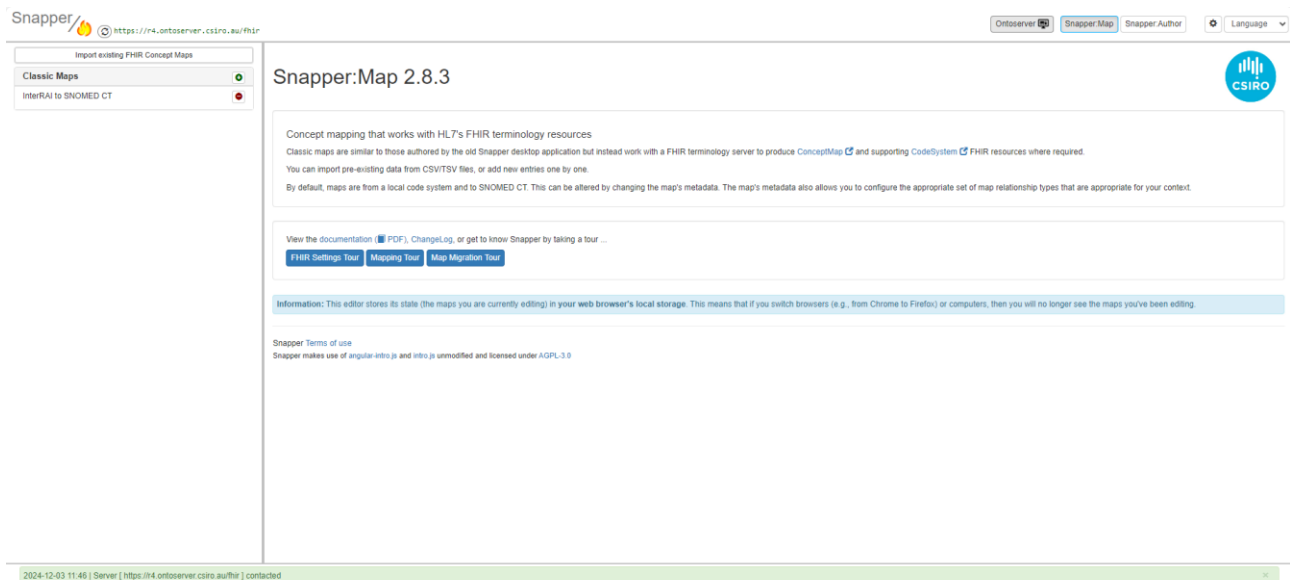 Snapper
https://r4.ontoserver.csiro.au/fhir
Ontoserver
Snapper:Map
Snapper:Author
Language
Import existing FHIR Concept Maps
Classic Maps
InterRAI to SNOMED CT
Snapper:Map 2.8.3
CSIRO
Concept mapping that works with HL7's FHIR terminology resources
Classic maps are similar to those authored by the old Snapper desktop application but instead work with a FHIR terminology server to produce ConceptMap and supporting CodeSystem FHIR resources where required.
You can import pre-existing data from CSV/TSV files, or add new entries one by one.
By default, maps are from a local code system and to SNOMED CT. This can be altered by changing the map's metadata. The map's metadata also allows you to configure the appropriate set of map relationship types that are appropriate for your context.
View the documentation (PDF), ChangeLog, or get to know Snapper by taking a tour ...
FHIR Settings Tour
Mapping Tour
Map Migration Tour
Information: This editor stores its state (the maps you are currently editing) in your web browser's local storage. This means that if you switch browsers (e.g., from Chrome to Firefox) or computers, then you will no longer see the maps you've been editing.
Snapper Terms of use
Snapper makes use of angular-intro.js and intro.js unmodified and licensed under AGPL-3.0
2024-12-03 11:46 | Server [ https://r4.ontoserver.csiro.au/fhir ] contacted